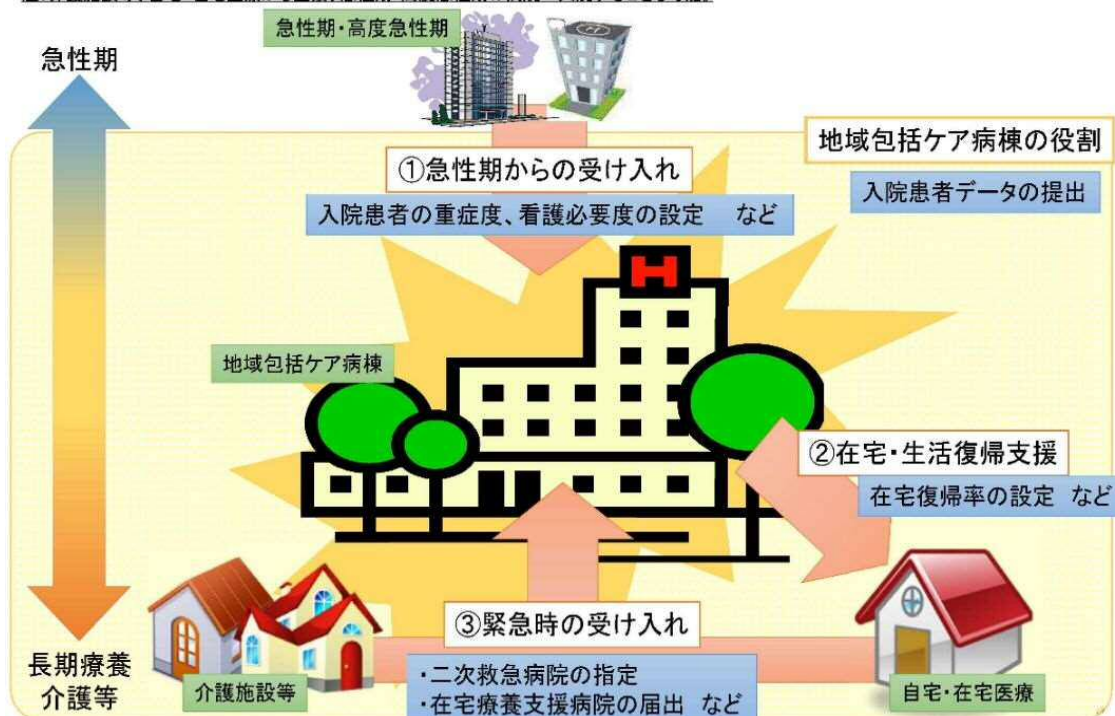 急性期・高度急性期
急性期
地域包括ケア病棟の役割
①急性期からの受け入れ
入院患者の重症度、看護必要度の設定 など
入院患者データの提出
H
地域包括ケア病棟
②在宅・生活復帰支援
在宅復帰率の設定 など
③緊急時の受け入れ
・二次救急病院の指定
・在宅療養支援病院の届出 など
長期療養
介護等
介護施設等
自宅・在宅医療